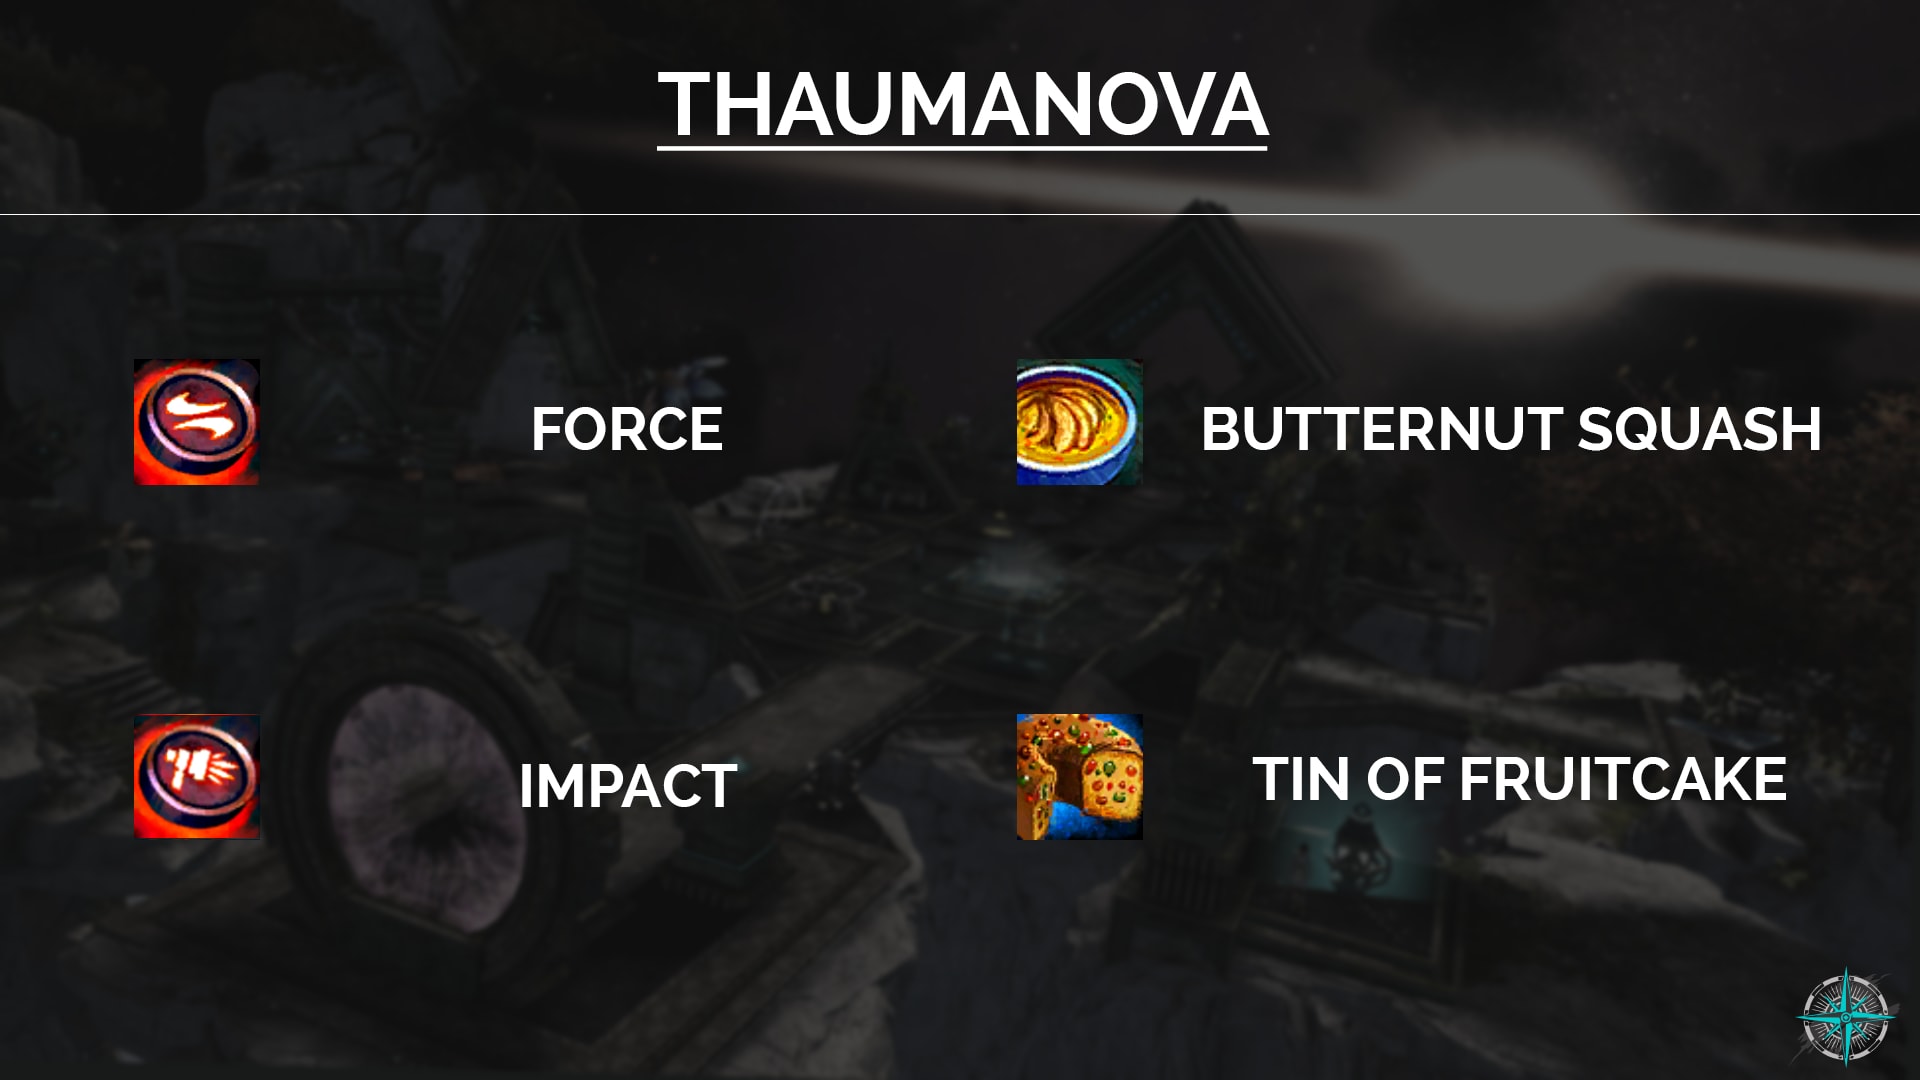 THAUMANOVA
FORCE
BUTTERNUT SQUASH
IMPACT
TIN OF FRUITCAKE